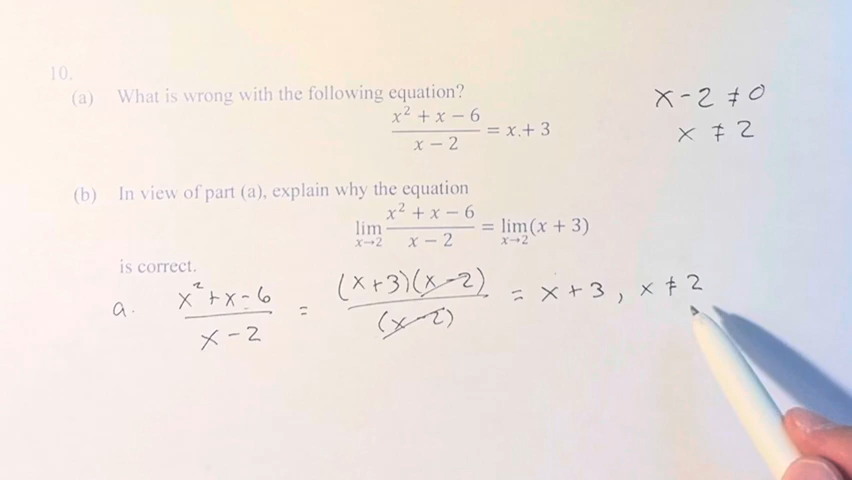 10.
(a) What is wrong with the following equation?
x² + x − 6 / x − 2 = x + 3
x - 2 ≠ 0
x ≠ 2
(b) In view of part (a), explain why the equation
lim x→2 x² + x − 6 / x − 2 = lim x→2 (x + 3)
is correct.
a. x² + x - 6 / x - 2 = (x+3)(x-2) / (x-2) = x + 3 , x ≠ 2